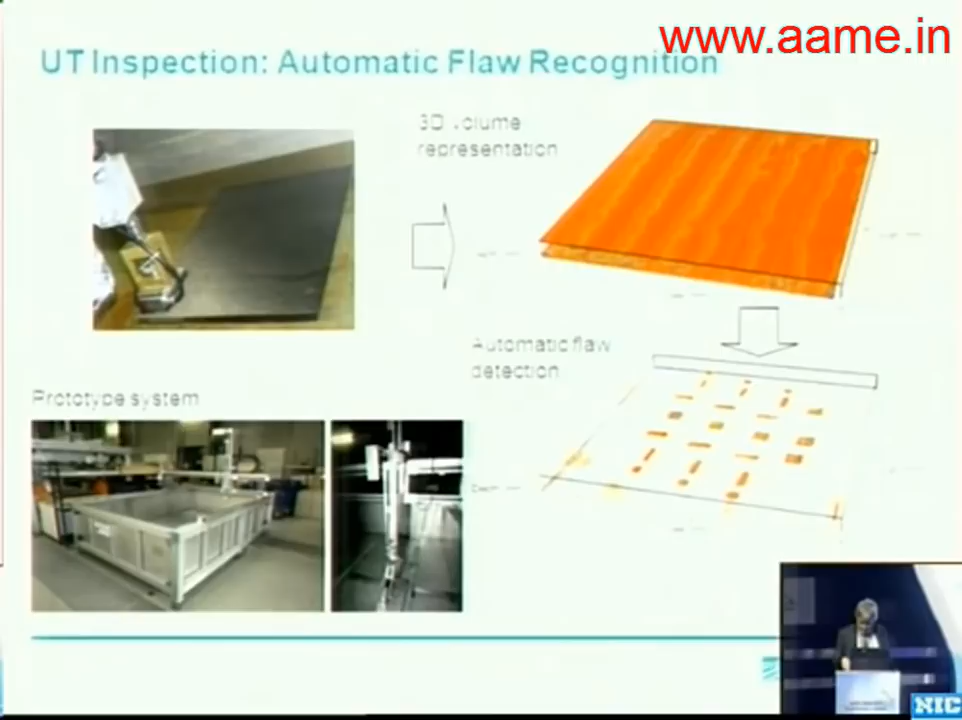 www.aame.in
UT Inspection: Automatic Flaw Recognition
3D volume
representation
Automatic flaw
detection
Prototype system
NIC